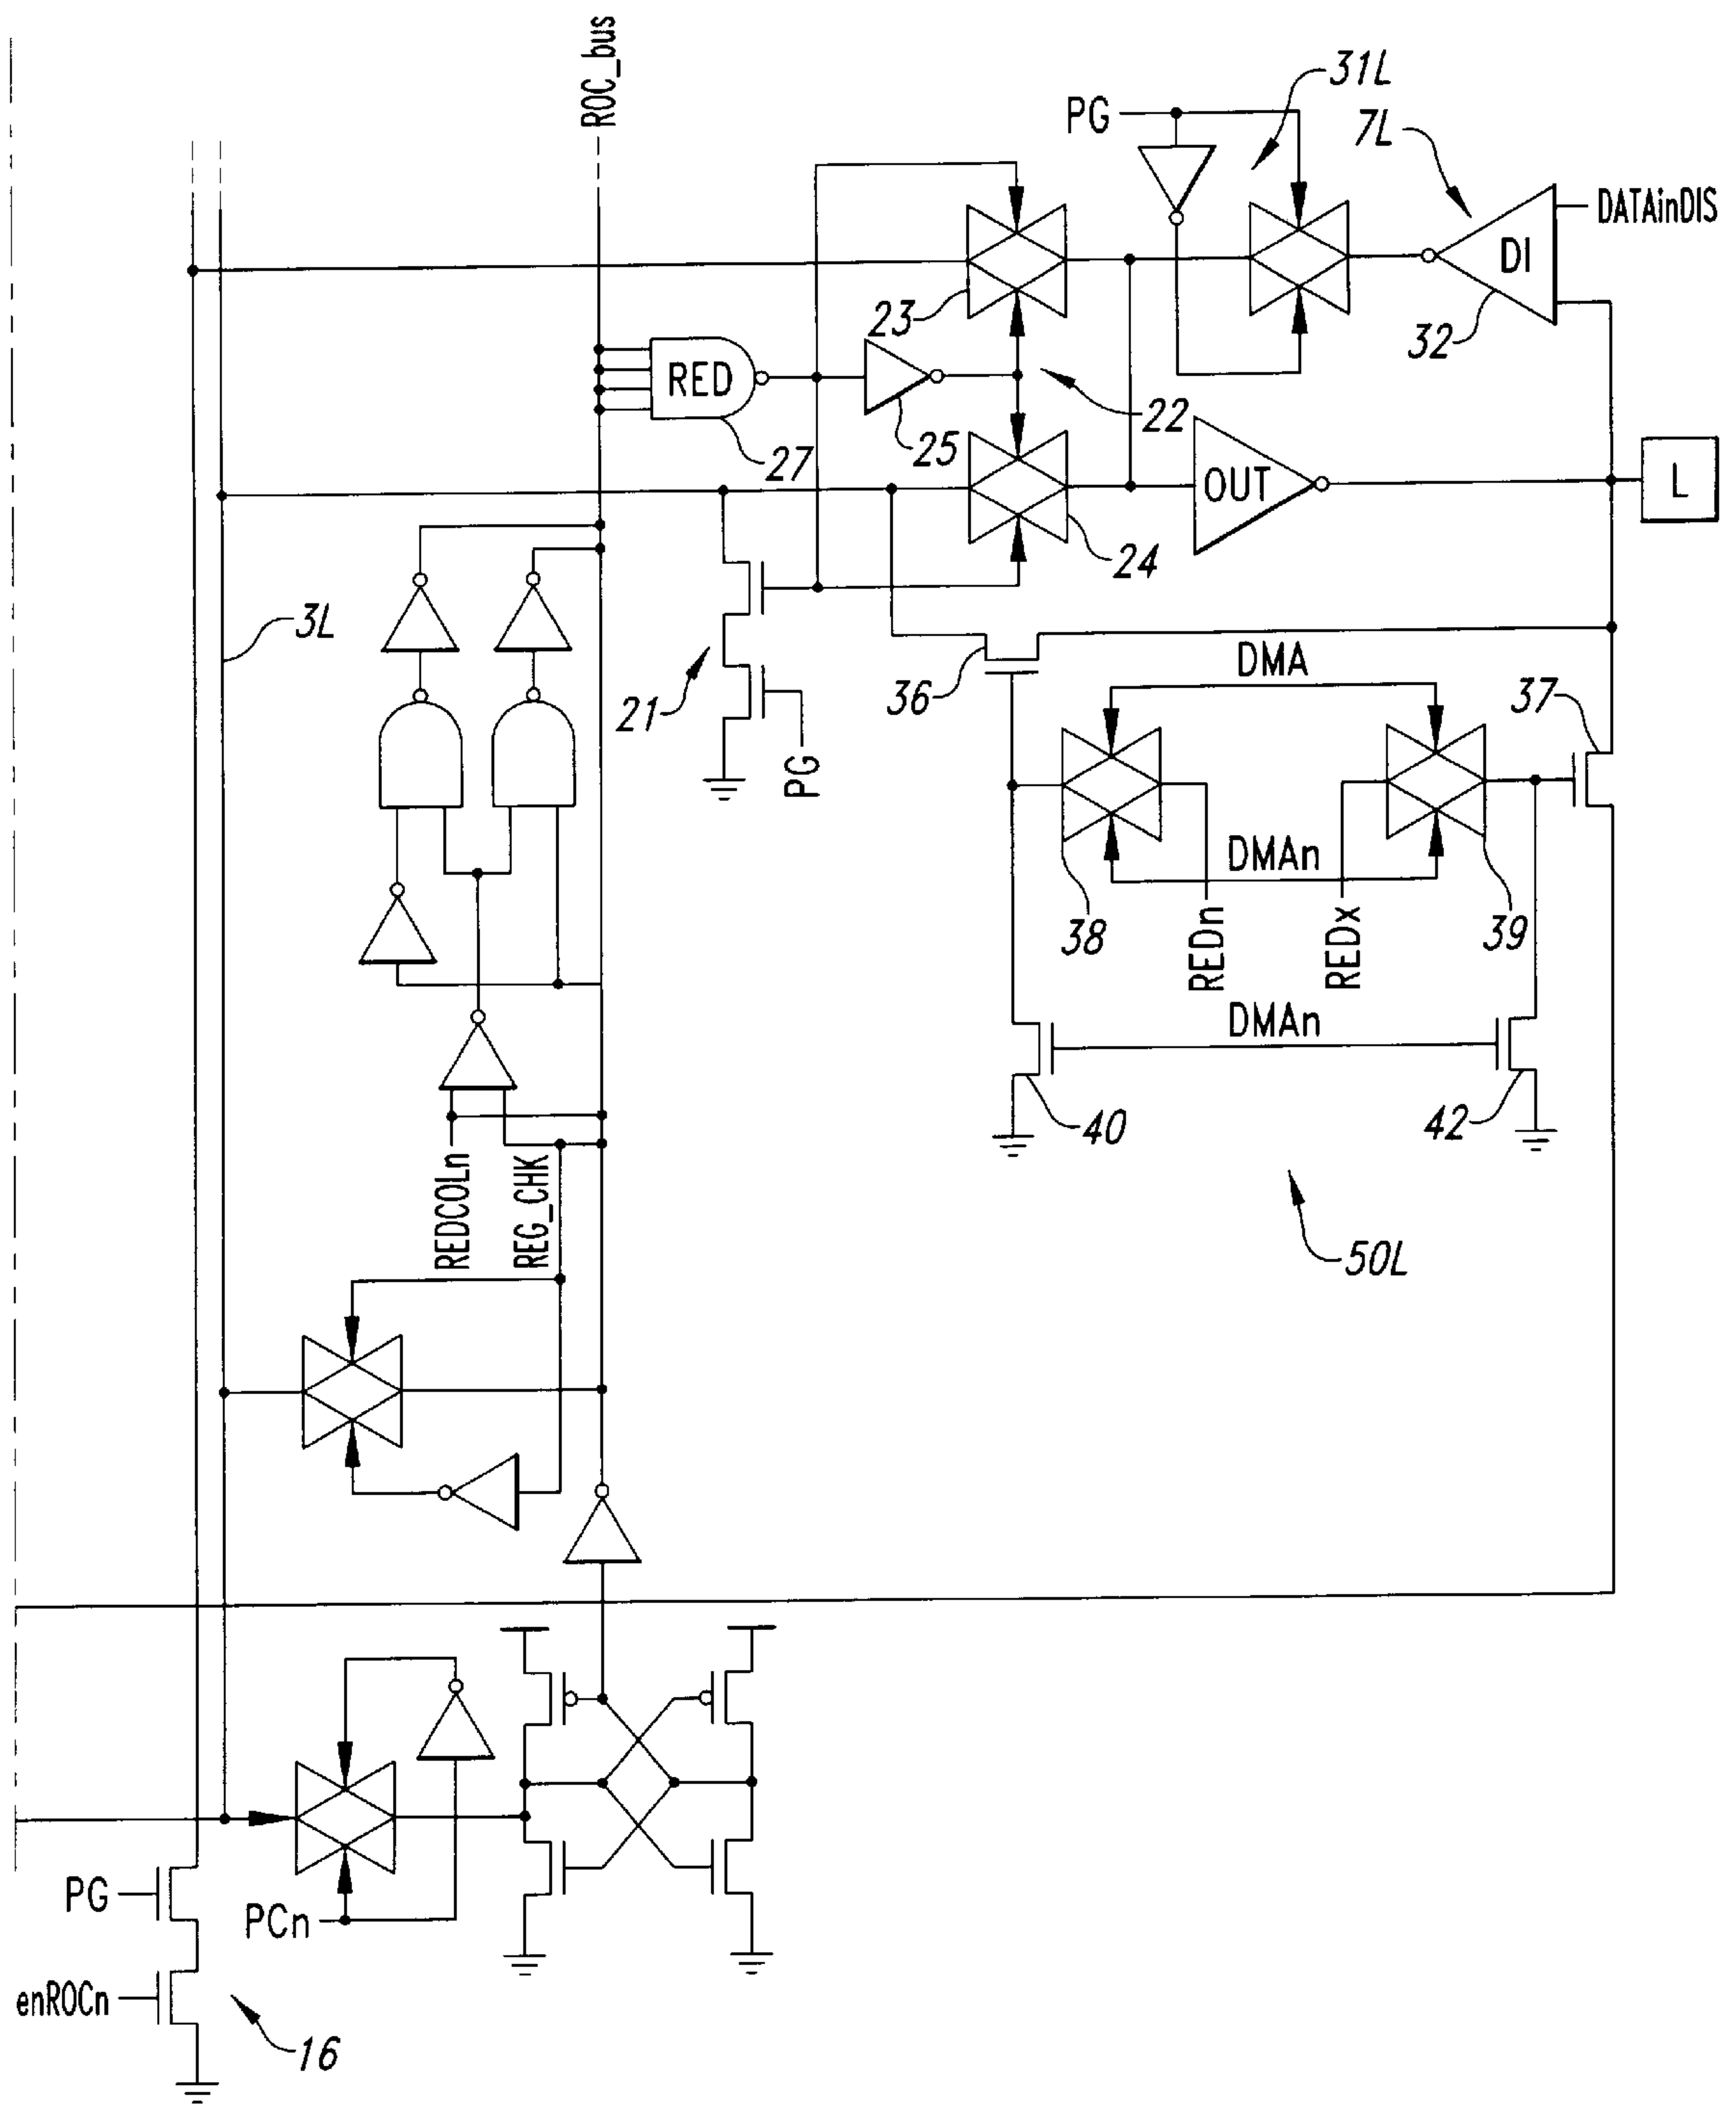 ROC_bus
31L
PG
7L
DATAinDIS
DI
23
32
RED
22
27
25
OUT
L
24
3L
DMA
36
37
21
PG
DMAn
38
REDn
REDx
39
DMAn
40
42
REDCOLn
REG_CHK
50L
PG
PCn
enROCn
16